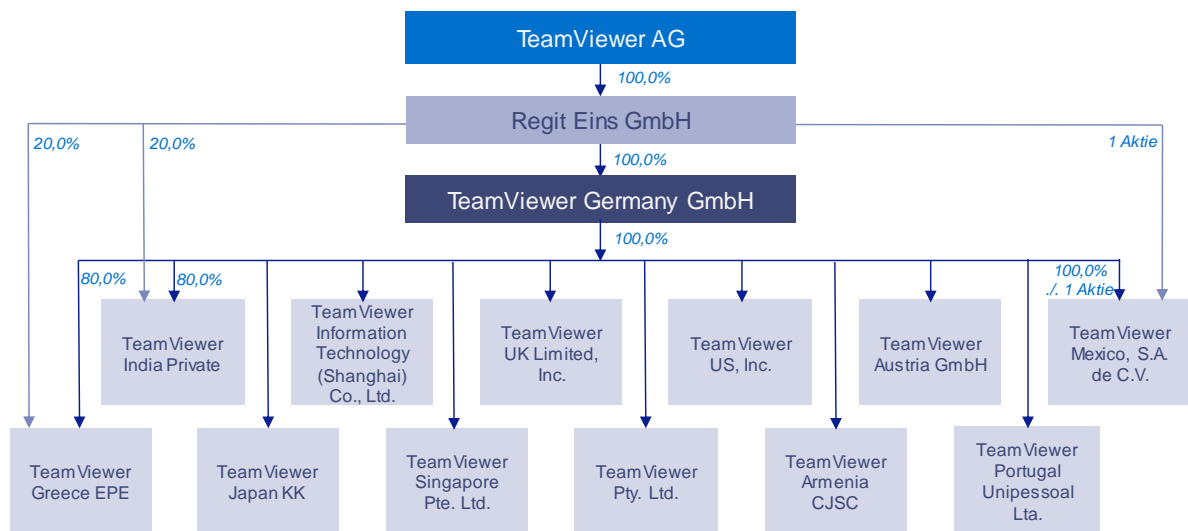 TeamViewer AG
100,0%
Regit Eins GmbH
20,0%
20,0%
1 Aktie
100,0%
TeamViewer Germany GmbH
100,0%
80,0%
80,0%
100,0%
./. 1 Aktie
TeamViewer
India Private
TeamViewer
Information
Technology
(Shanghai)
Co., Ltd.
TeamViewer
UK Limited,
Inc.
TeamViewer
US, Inc.
TeamViewer
Austria GmbH
TeamViewer
Mexico, S.A.
de C.V.
TeamViewer
Greece EPE
TeamViewer
Japan KK
TeamViewer
Singapore
Pte. Ltd.
TeamViewer
Pty. Ltd.
TeamViewer
Armenia
CJSC
TeamViewer
Portugal
Unipessoal
Lta.